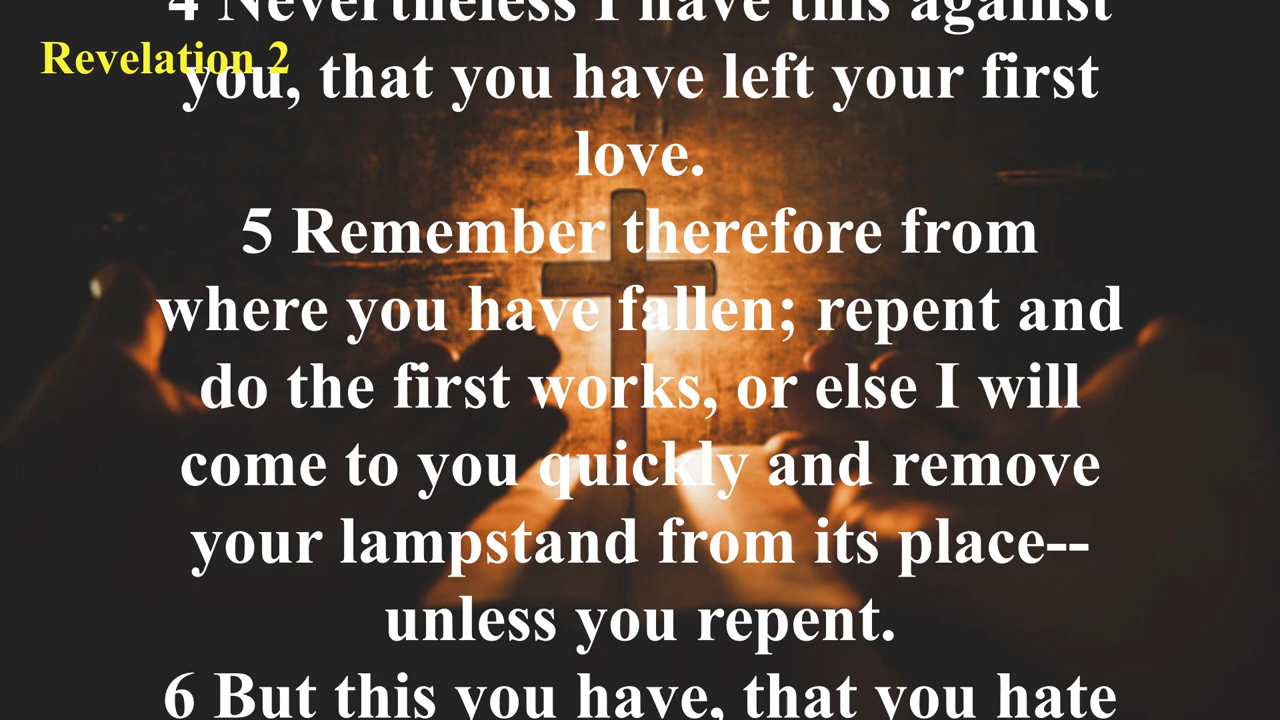 4 Nevertheless I have this against
Revelation 2
you, that you have left your first
love.
5 Remember therefore from
where you have fallen; repent and
do the first works, or else I will
come to you quickly and remove
your lampstand from its place--
unless you repent.
6 But this you have, that you hate